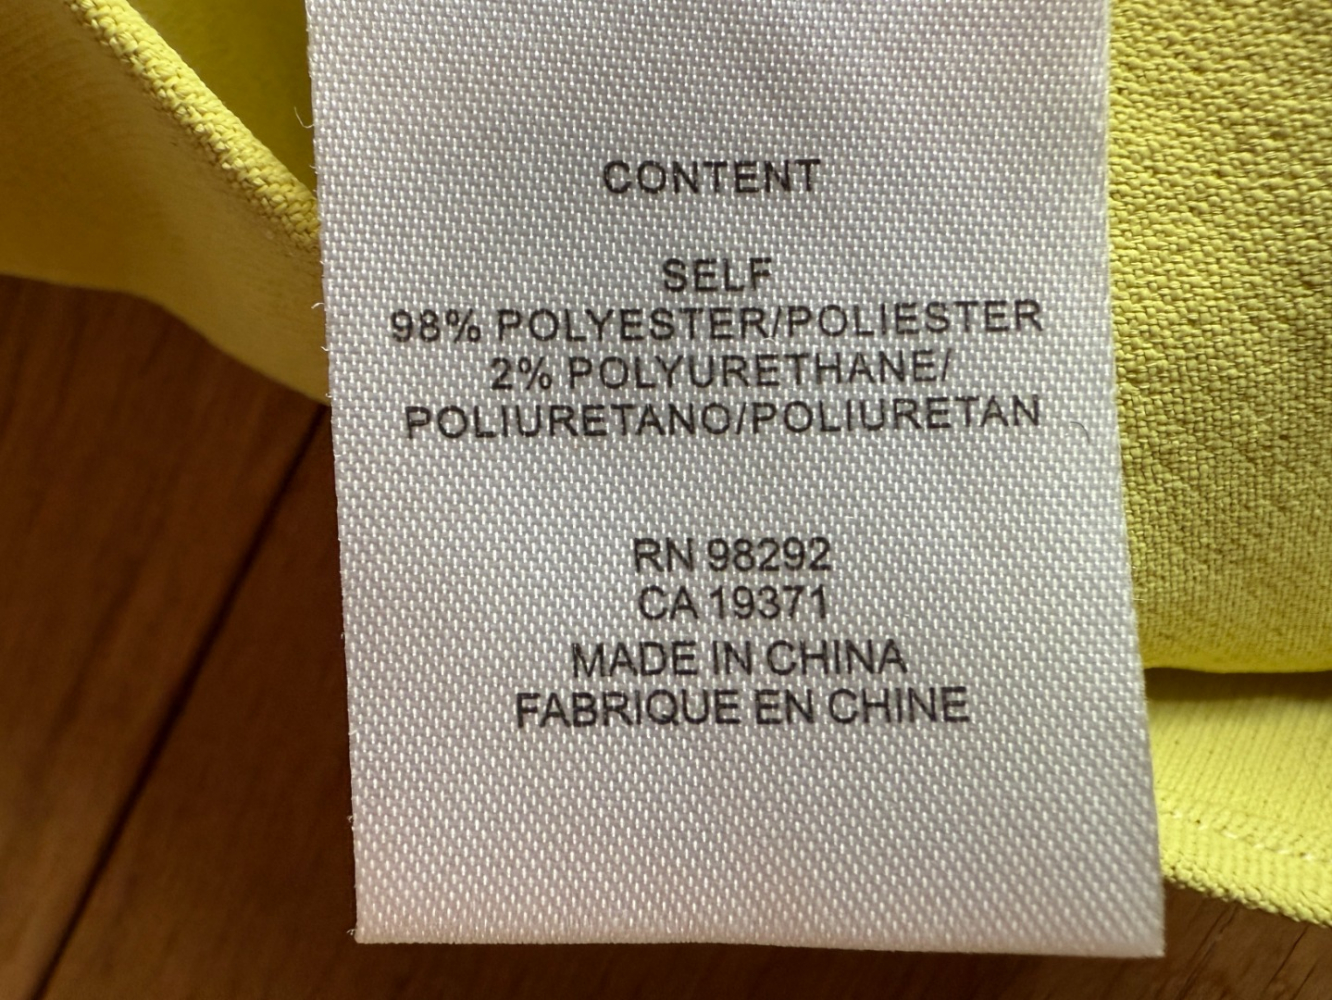 CONTENT
SELF
98% POLYESTER/POLIESTER
2% POLYURETHANE/
POLIURETANO/POLIURETAN
RN 98292
CA 19371
MADE IN CHINA
FABRIQUE EN CHINE